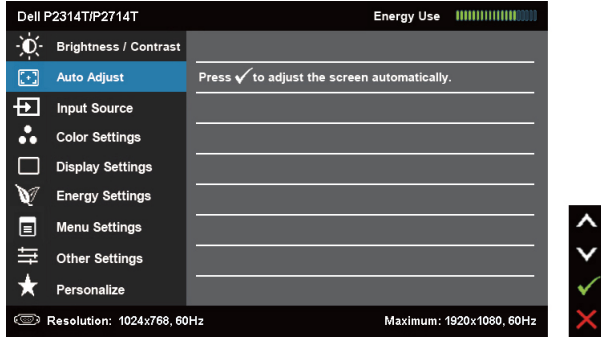 Dell P2314T/P2714T
Energy Use
Brightness / Contrast
Auto Adjust
Press ✓ to adjust the screen automatically.
Input Source
Color Settings
Display Settings
Energy Settings
Menu Settings
Other Settings
Personalize
Resolution: 1024x768, 60Hz
Maximum: 1920x1080, 60Hz